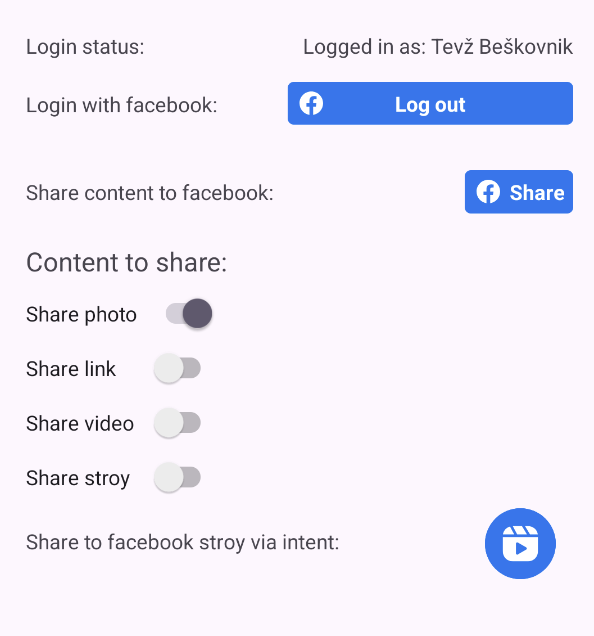 Login status: Logged in as: Tevž Beškovnik
Login with facebook: Log out
Share content to facebook: Share
Content to share:
Share photo
Share link
Share video
Share stroy
Share to facebook stroy via intent: